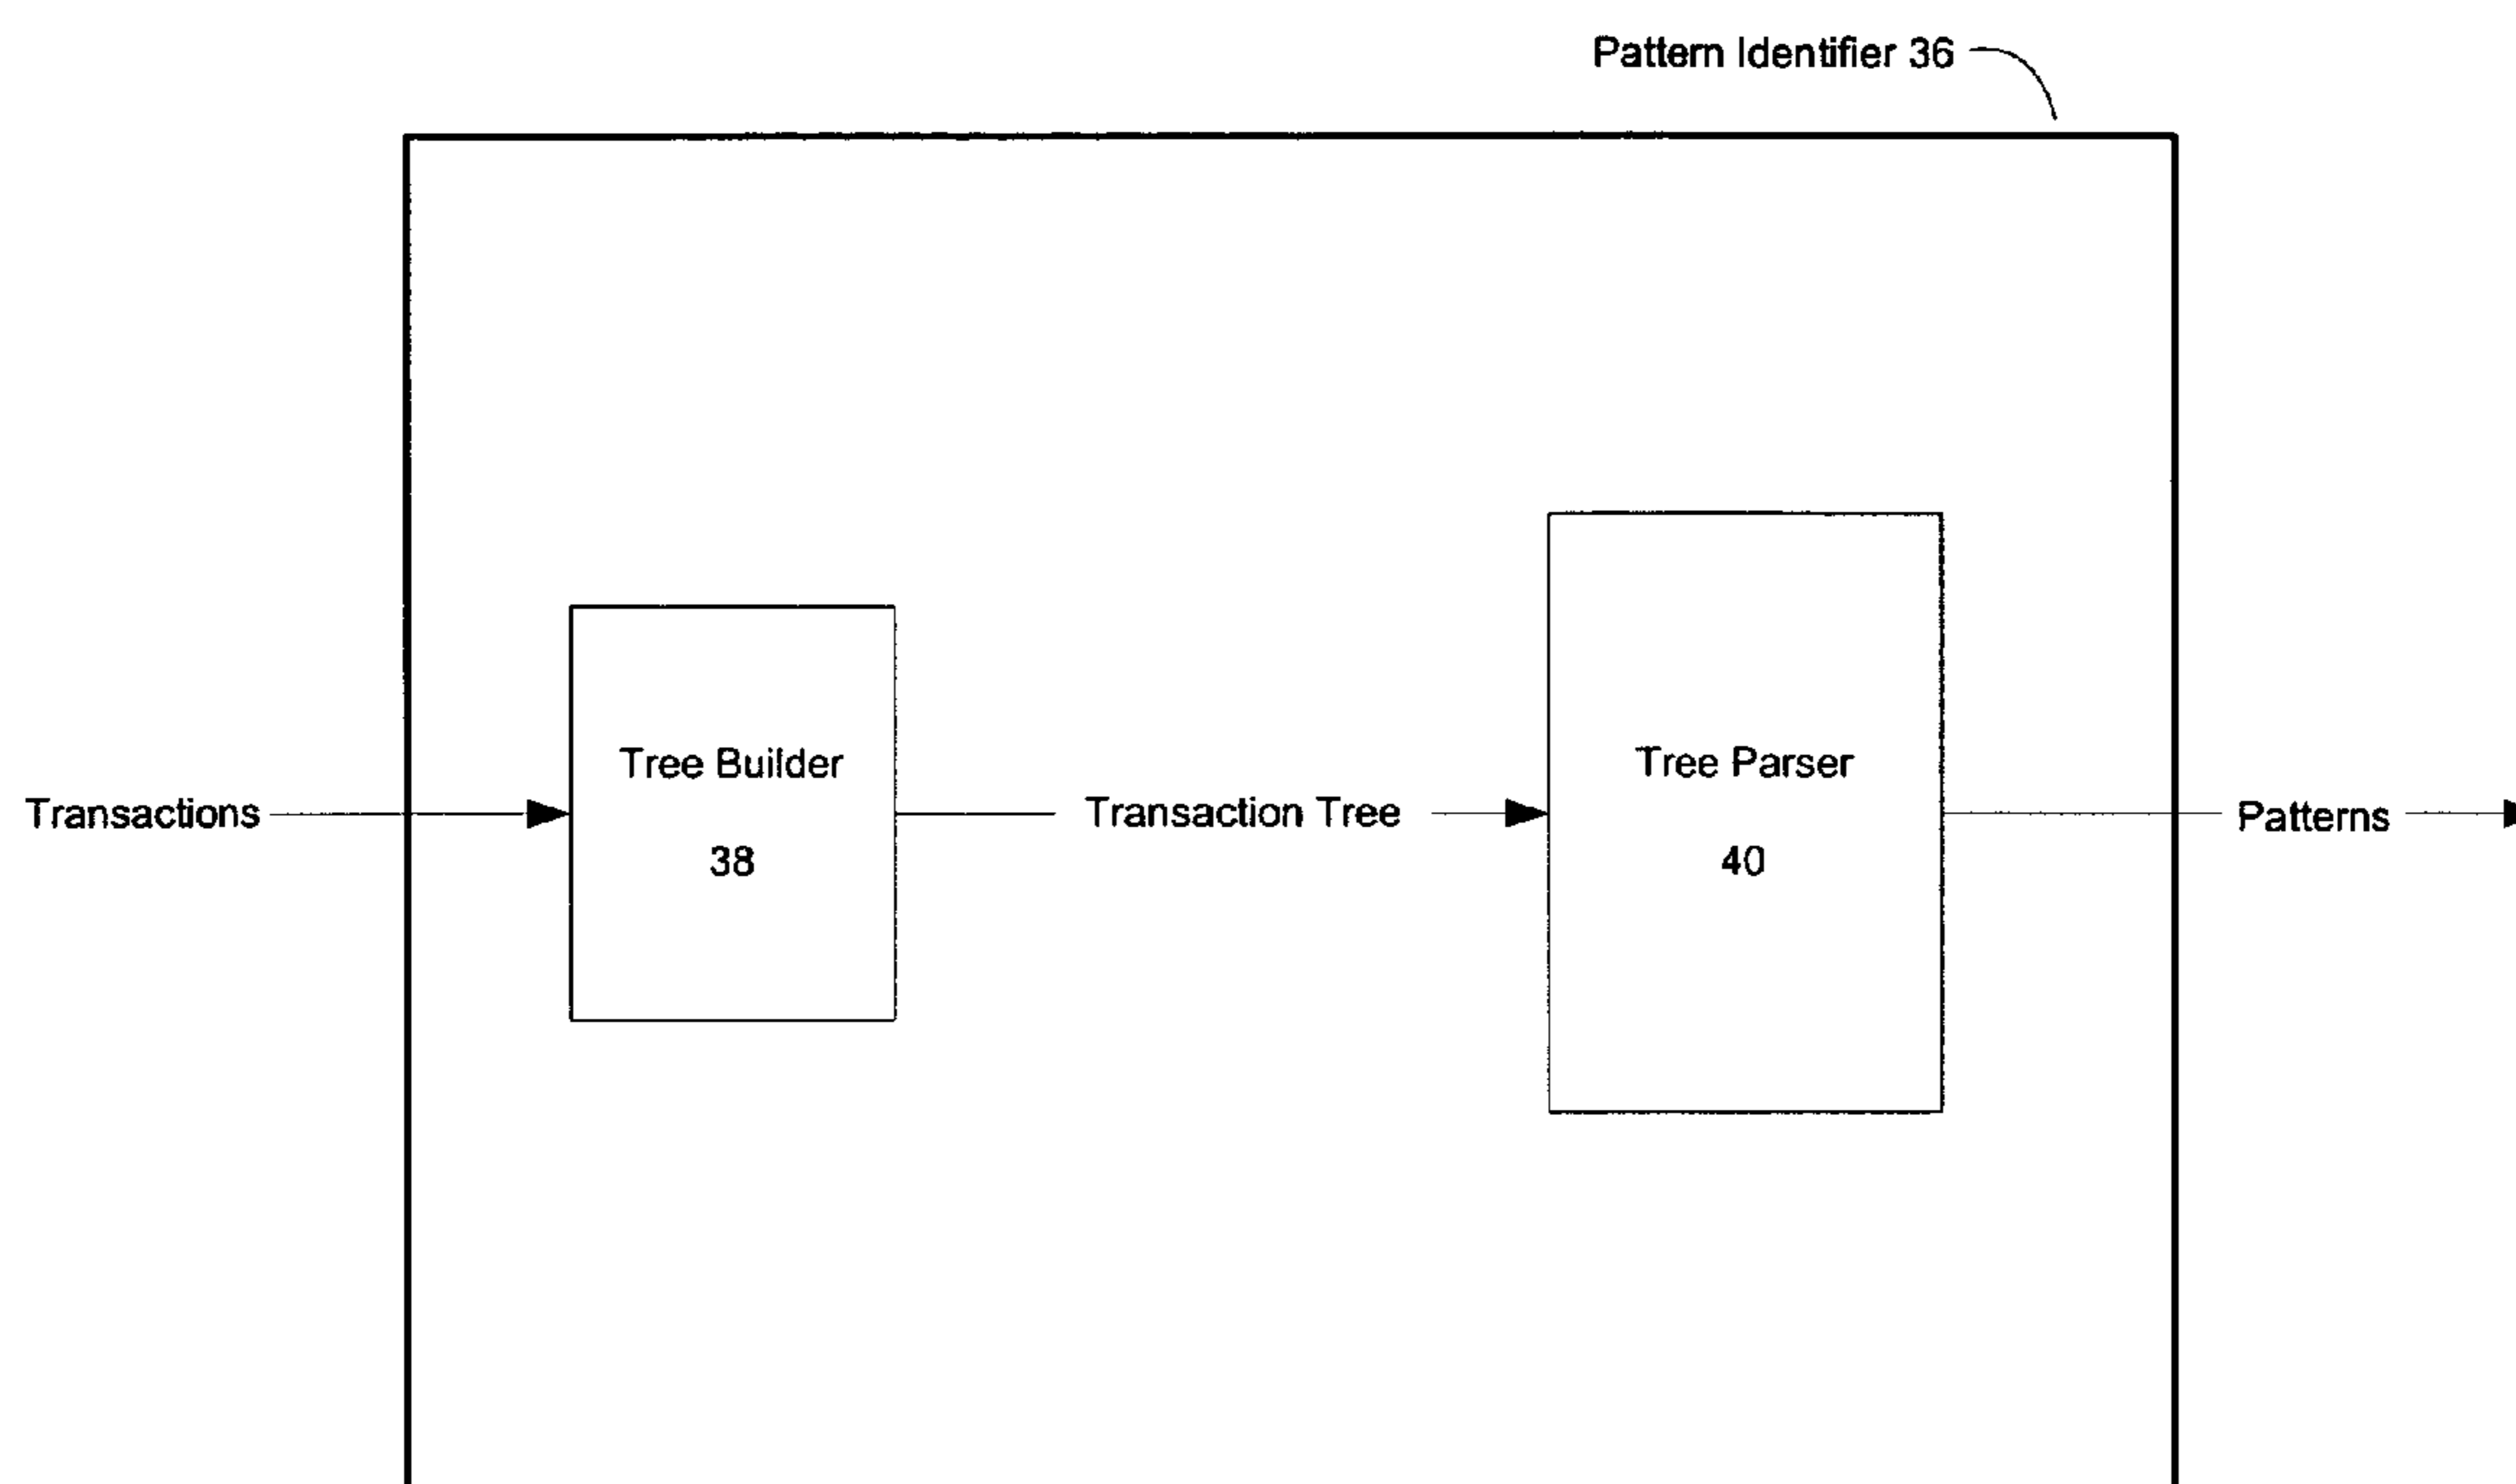 Pattern Identifier 36
Tree Builder
38
Tree Parser
40
Transactions
Transaction Tree
Patterns